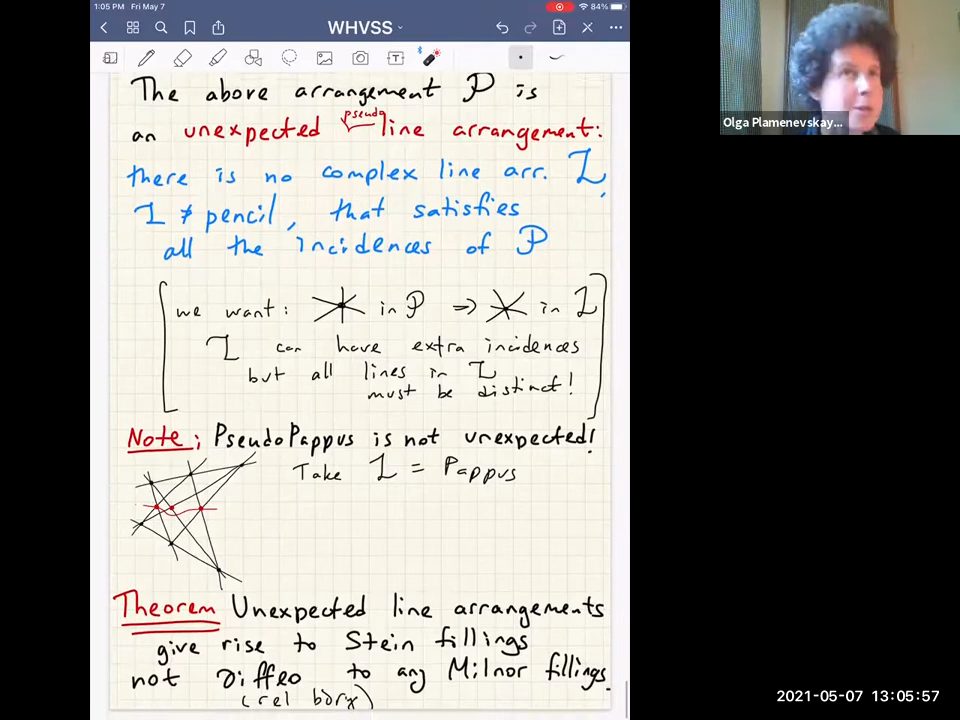 1:05 PM Fri May 7
84%
WHVSS
The above arrangement P is
an unexpected pseudo line arrangement:
there is no complex line arr. L,
L ≠ pencil, that satisfies
all the incidences of P
we want: in P ⇒ in L
L can have extra incidences
but all lines in L
must be distinct!
Note: PseudoPappus is not unexpected!
Take L = Pappus
Theorem Unexpected line arrangements
give rise to Stein fillings
not Diffeo to any Milnor fillings.
(rel bdry)
Olga Plamenevskay...
2021-05-07 13:05:57